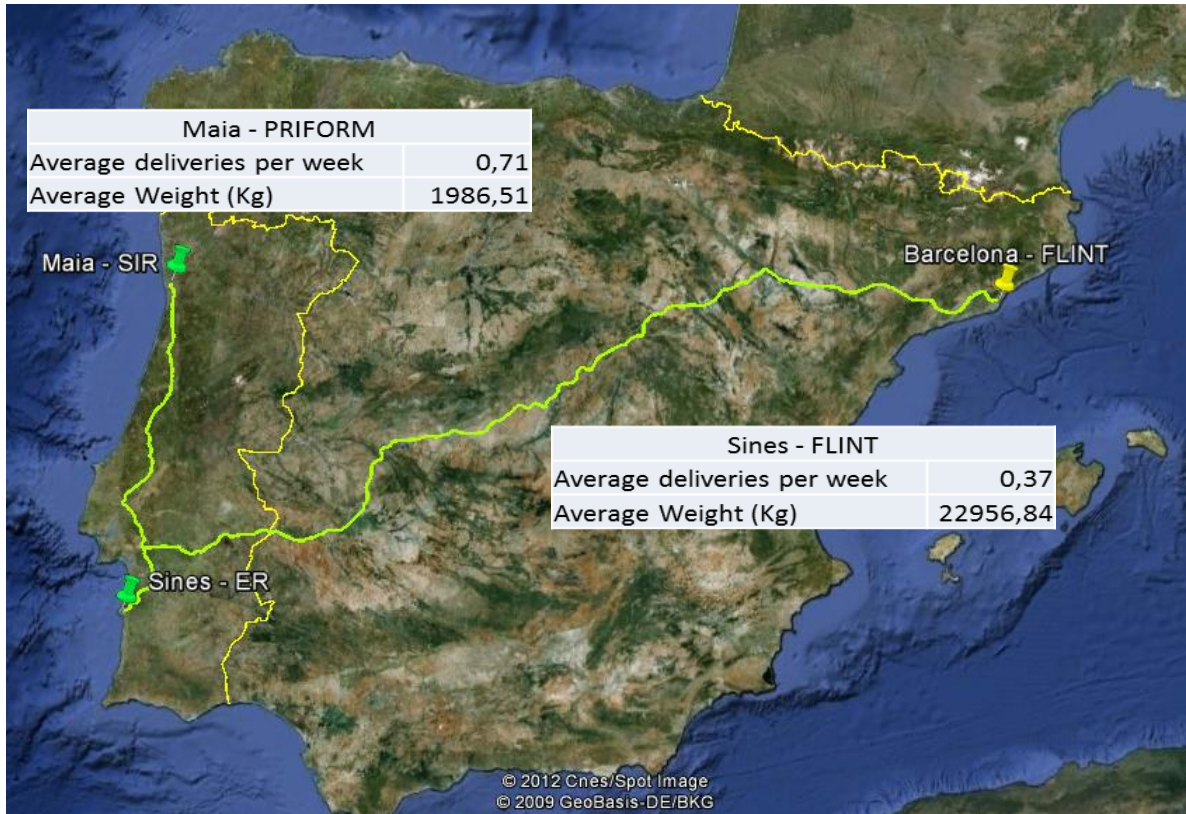 Maia - PRIFORM
Average deliveries per week 0,71
Average Weight (Kg) 1986,51
Maia - SIR
Barcelona - FLINT
Sines - FLINT
Average deliveries per week 0,37
Average Weight (Kg) 22956,84
Sines - ER
© 2012 Cnes/Spot Image
© 2009 GeoBasis-DE/BKG